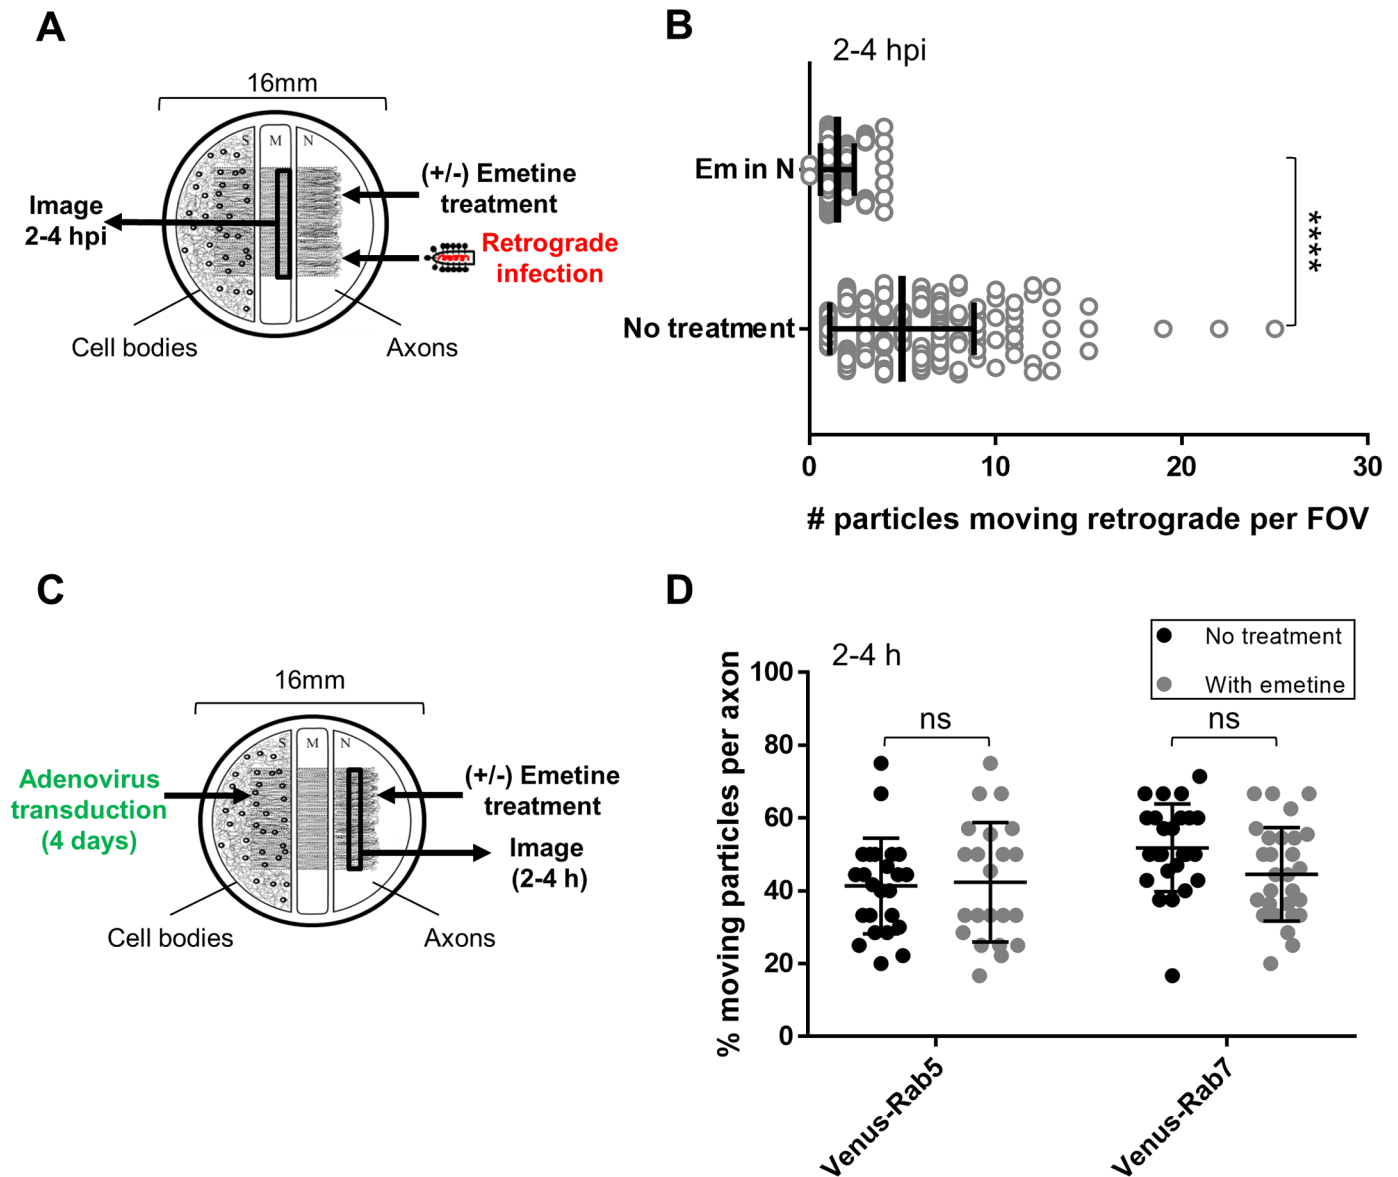 A
16mm
S
M
N
(+/-) Emetine
treatment
Image
2-4 hpi
Retrograde
infection
Cell bodies
Axons
B
2-4 hpi
Em in N
No treatment
****
0
10
20
30
# particles moving retrograde per FOV
C
16mm
S
M
N
Adenovirus
transduction
(4 days)
(+/-) Emetine
treatment
Image
(2-4 h)
Cell bodies
Axons
D
2-4 h
No treatment
With emetine
% moving particles per axon
100
80
60
40
20
0
ns
ns
Venus-Rab5
Venus-Rab7